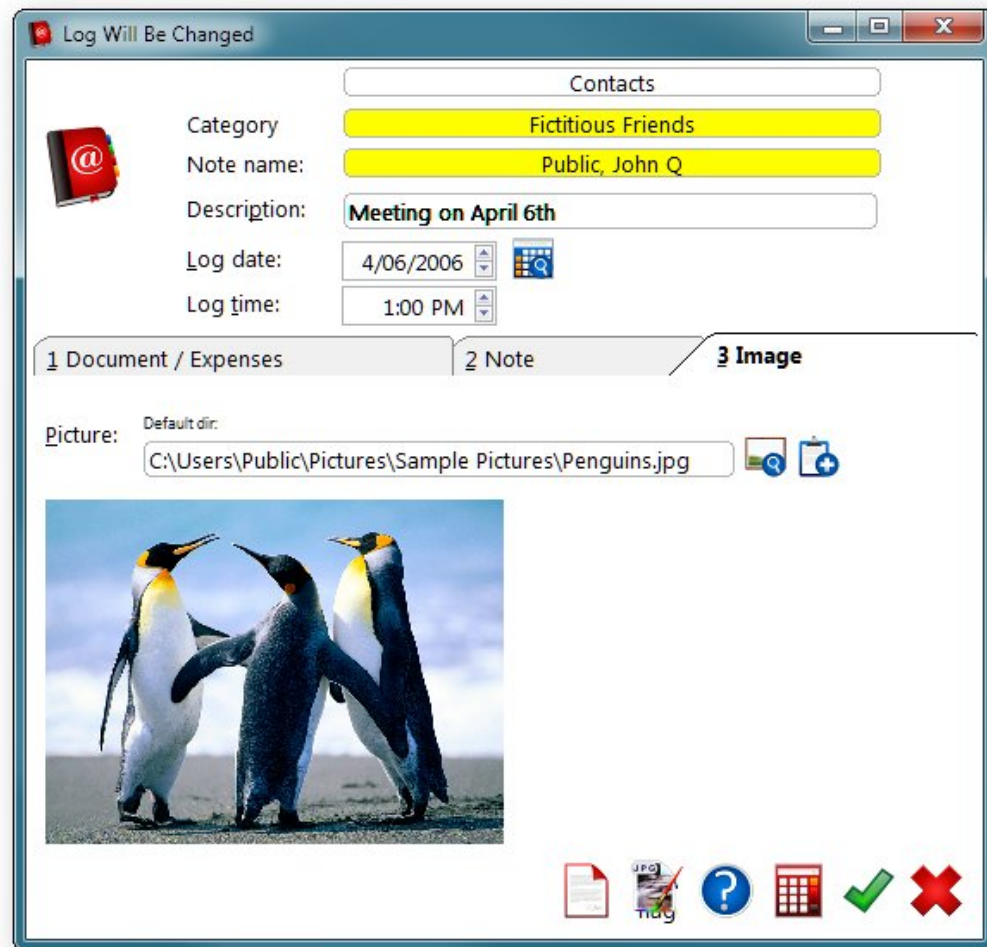 Log Will Be Changed
Contacts
Category Fictitious Friends
Note name: Public, John Q
Description: Meeting on April 6th
Log date: 4/06/2006
Log time: 1:00 PM
1 Document / Expenses 2 Note 3 Image
Default dir:
Picture: C:\Users\Public\Pictures\Sample Pictures\Penguins.jpg
JPG